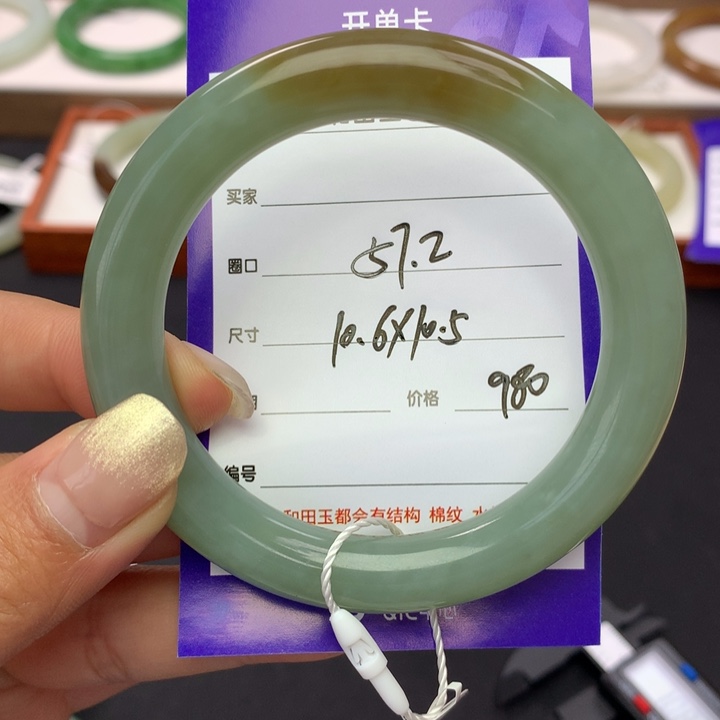 开单卡
买家
圈口 57.2
尺寸 10.6X10.5
价格 980
编号
和田玉都会有结构 棉纹 水